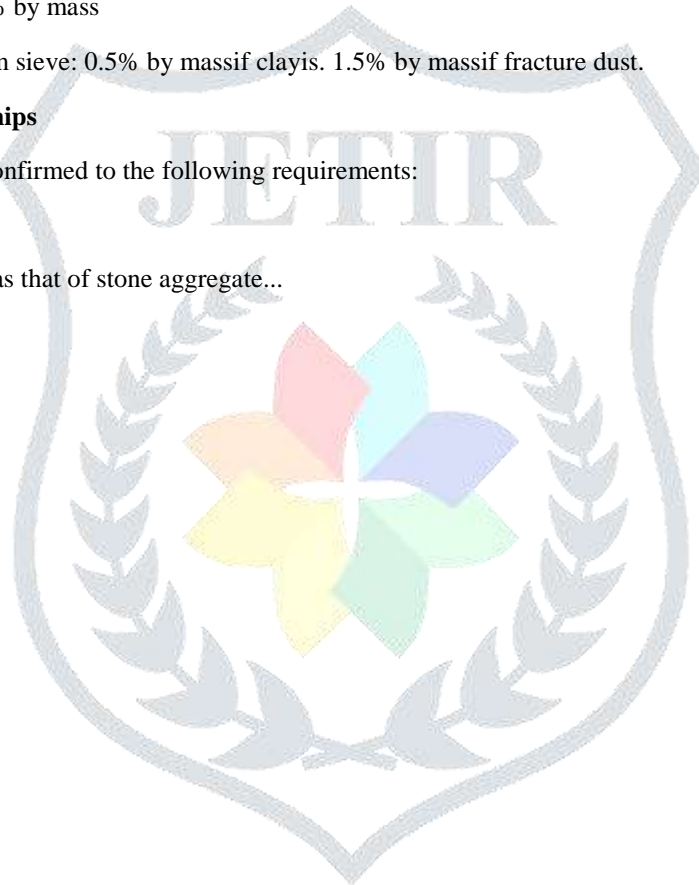 by mass
sieve: 0.5% by massif clayis. 1.5% by massif fracture dust.
onfirmed to the following requirements:
JETIR
as that of stone aggregate...